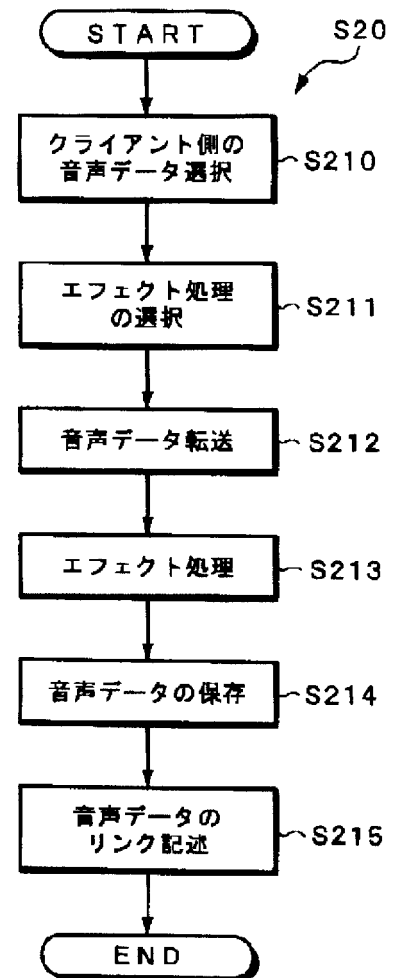 START
S20
クライアント側の
音声データ選択
S210
エフェクト処理
の選択
S211
音声データ転送
S212
エフェクト処理
S213
音声データの保存
S214
音声データの
リンク記述
S215
END